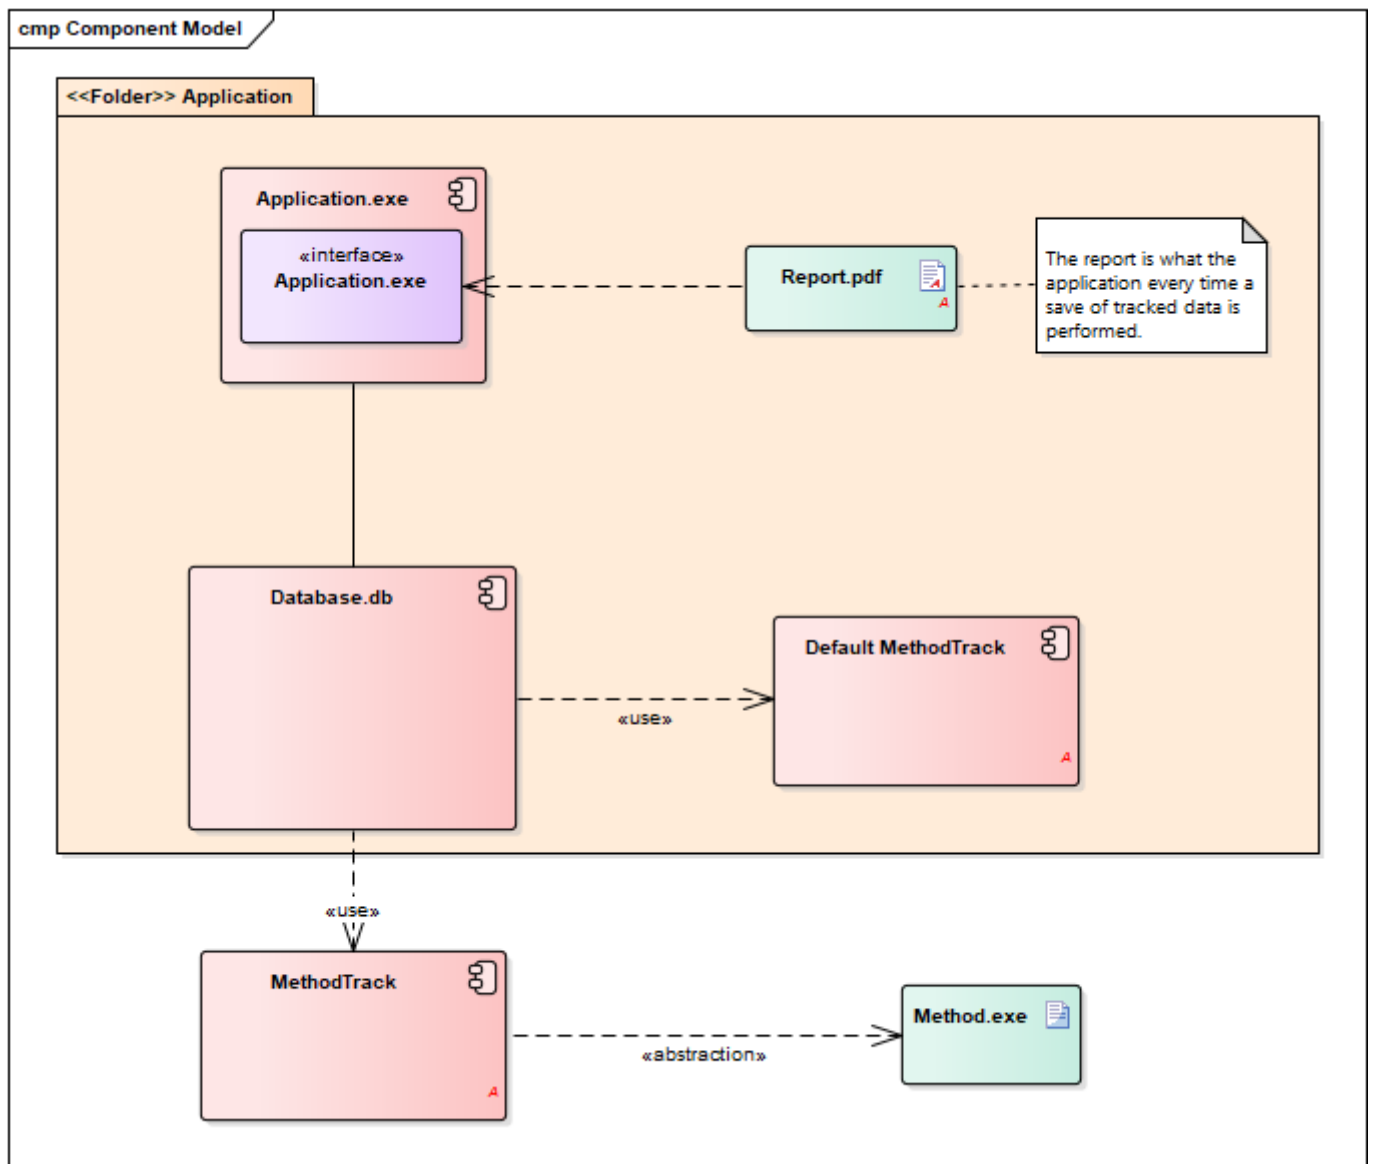 cmp Component Model
<<Folder>> Application
Application.exe
«interface»
Application.exe
Report.pdf
A
The report is what the
application every time a
save of tracked data is
performed.
Database.db
Default MethodTrack
«use»
A
«use»
MethodTrack
Method.exe
«abstraction»
A